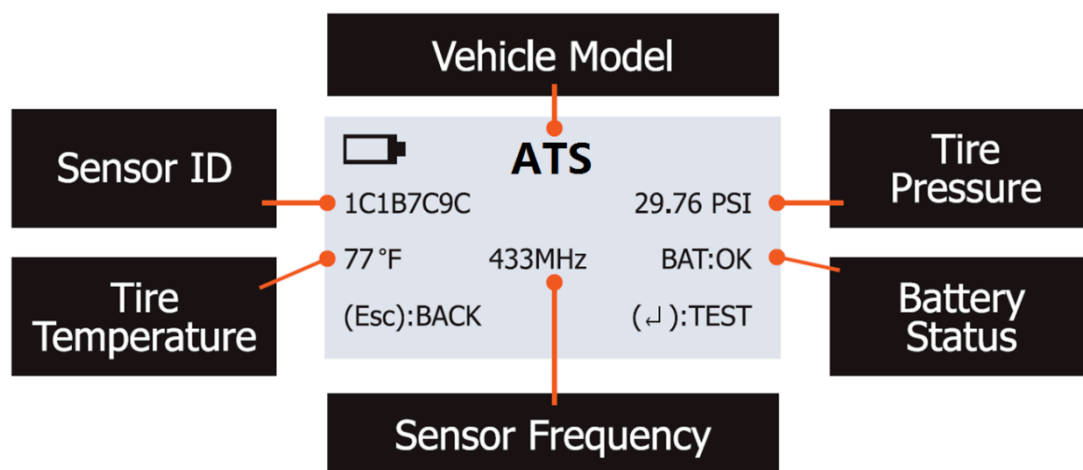 Vehicle Model
Sensor ID
Tire
Pressure
ATS
1C1B7C9C
29.76 PSI
77°F
433MHz
BAT:OK
(Esc):BACK
(↵):TEST
Tire
Temperature
Battery
Status
Sensor Frequency